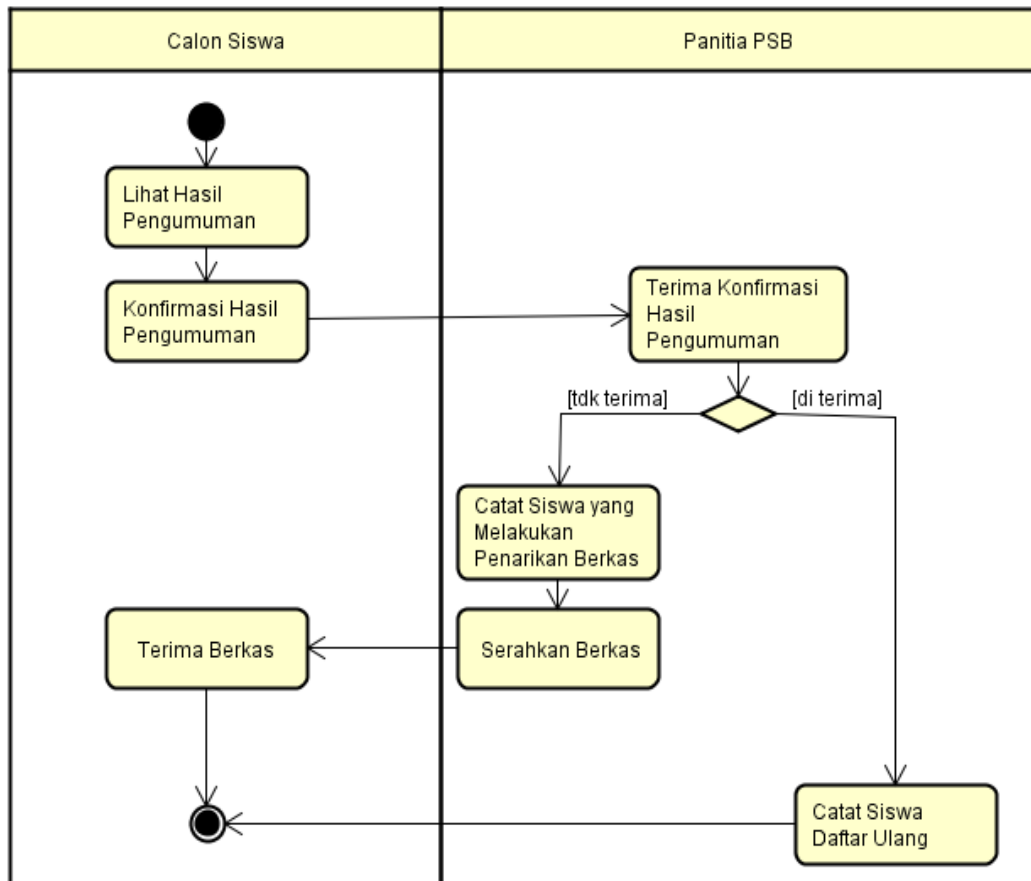 Calon Siswa
Panitia PSB
Lihat Hasil
Pengumuman
Konfirmasi Hasil
Pengumuman
Terima Konfirmasi
Hasil
Pengumuman
[tdk terima]
[di terima]
Catat Siswa yang
Melakukan
Penarikan Berkas
Terima Berkas
Serahkan Berkas
Catat Siswa
Daftar Ulang